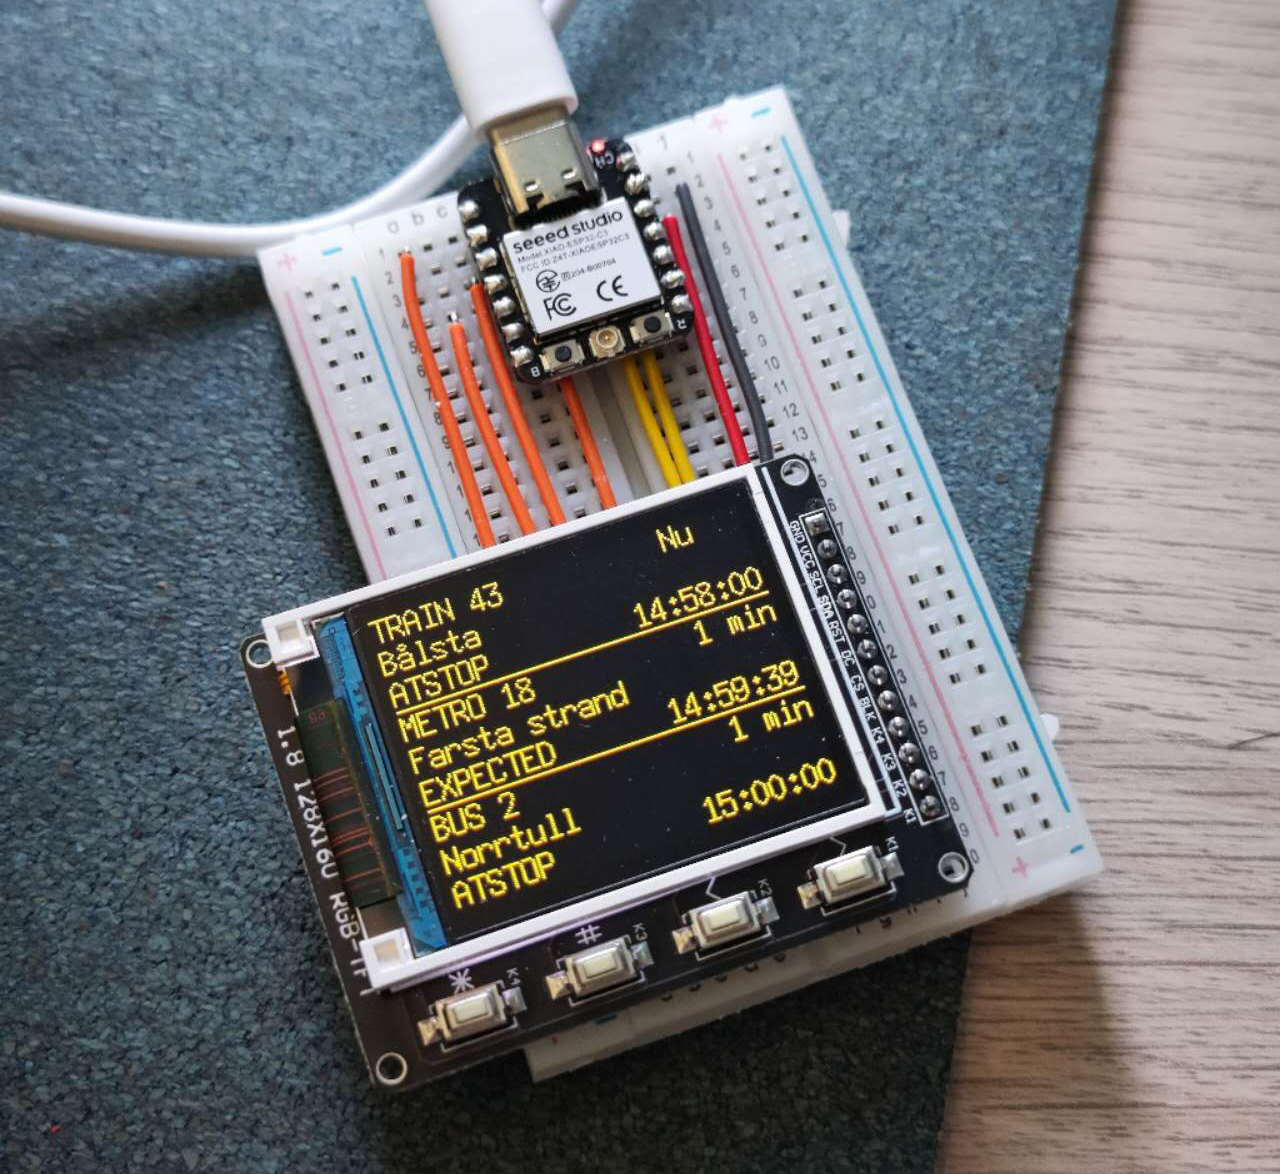 seeed studio
Model:XIAO-ESP32-C3
FCC ID:Z4T-XIAOESP32C3
FC CE
B R
a b c
Nu
TRAIN 43
Bålsta 14:58:00
ATSTOP 1 min
METRO 18
Farsta strand 14:59:39
EXPECTED 1 min
BUS 2
Norrtull 15:00:00
ATSTOP
GND VCC SCL SDA RST DC CS BLK K4 K3 K2 K1
1.8 128X160 RGB-TF
* K4
# K3
K2
K1